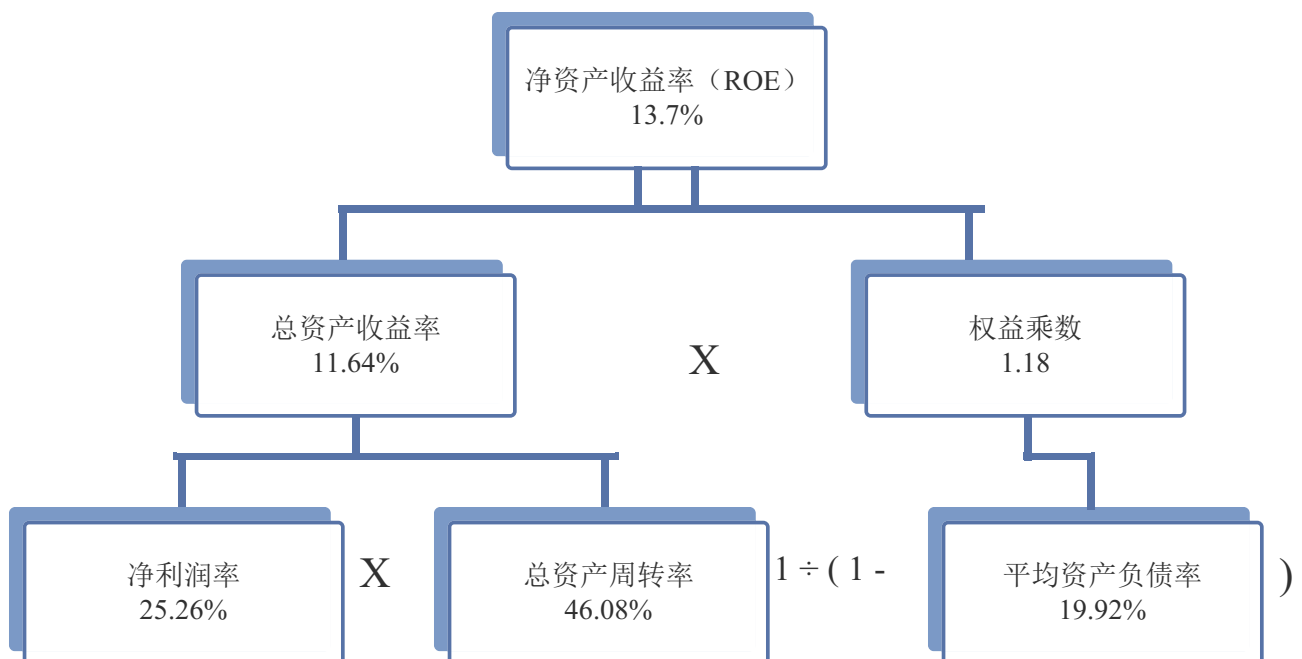 净资产收益率（ROE）
13.7%
总资产收益率
11.64%
X
权益乘数
1.18
净利润率
25.26%
X
总资产周转率
46.08%
1 ÷ ( 1 -
平均资产负债率
19.92%
)